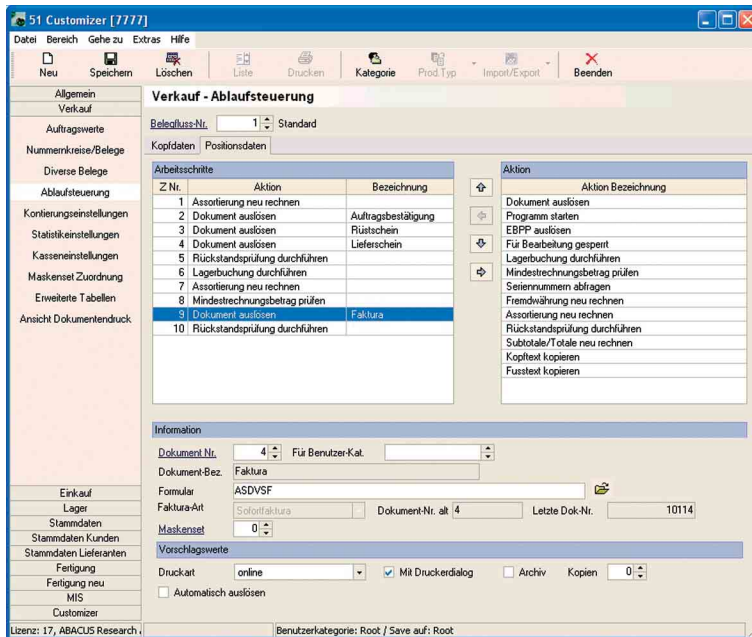 51 Customizer [7777]
Datei Bereich Gehe zu Extras Hilfe
Neu Speichern Löschen Liste Drucken Kategorie Prod.Typ Import/Export Beenden
Allgemein
Verkauf
Auftragswerte
Nummernkreise/Belege
Diverse Belege
Ablaufsteuerung
Kontierungseinstellungen
Statistikeinstellungen
Kasseneinstellungen
Maskenset Zuordnung
Erweiterte Tabellen
Ansicht Dokumentendruck
Einkauf
Lager
Stammdaten
Stammdaten Kunden
Stammdaten Lieferanten
Fertigung
Fertigung neu
MIS
Customizer
Verkauf - Ablaufsteuerung
Belegfluss-Nr. 1 Standard
Kopfdaten Positionsdaten
Arbeitsschritte
Z Nr. Aktion Bezeichnung
1 Assortierung neu rechnen
2 Dokument auslösen Auftragsbestätigung
3 Dokument auslösen Rüstschein
4 Dokument auslösen Lieferschein
5 Rückstandsprüfung durchführen
6 Lagerbuchung durchführen
7 Assortierung neu rechnen
8 Mindestrechnungsbetrag prüfen
9 Dokument auslösen Faktura
10 Rückstandsprüfung durchführen
Aktion
Aktion Bezeichnung
Dokument auslösen
Programm starten
EBPP auslösen
Für Bearbeitung gesperrt
Lagerbuchung durchführen
Mindestrechnungsbetrag prüfen
Seriennummern abfragen
Fremdwährung neu rechnen
Assortierung neu rechnen
Rückstandsprüfung durchführen
Subtotale/Totale neu rechnen
Kopftext kopieren
Fusstext kopieren
Information
Dokument Nr. 4 Für Benutzer-Kat.
Dokument-Bez. Faktura
Formular ASDVSF
Faktura-Art Sofortfaktura Dokument-Nr. alt 4 Letzte Dok-Nr. 10114
Maskenset 0
Vorschlagswerte
Druckart online Mit Druckerdialog Archiv Kopien 0
Automatisch auslösen
Lizenz: 17, ABACUS Research Benutzerkategorie: Root / Save auf: Root